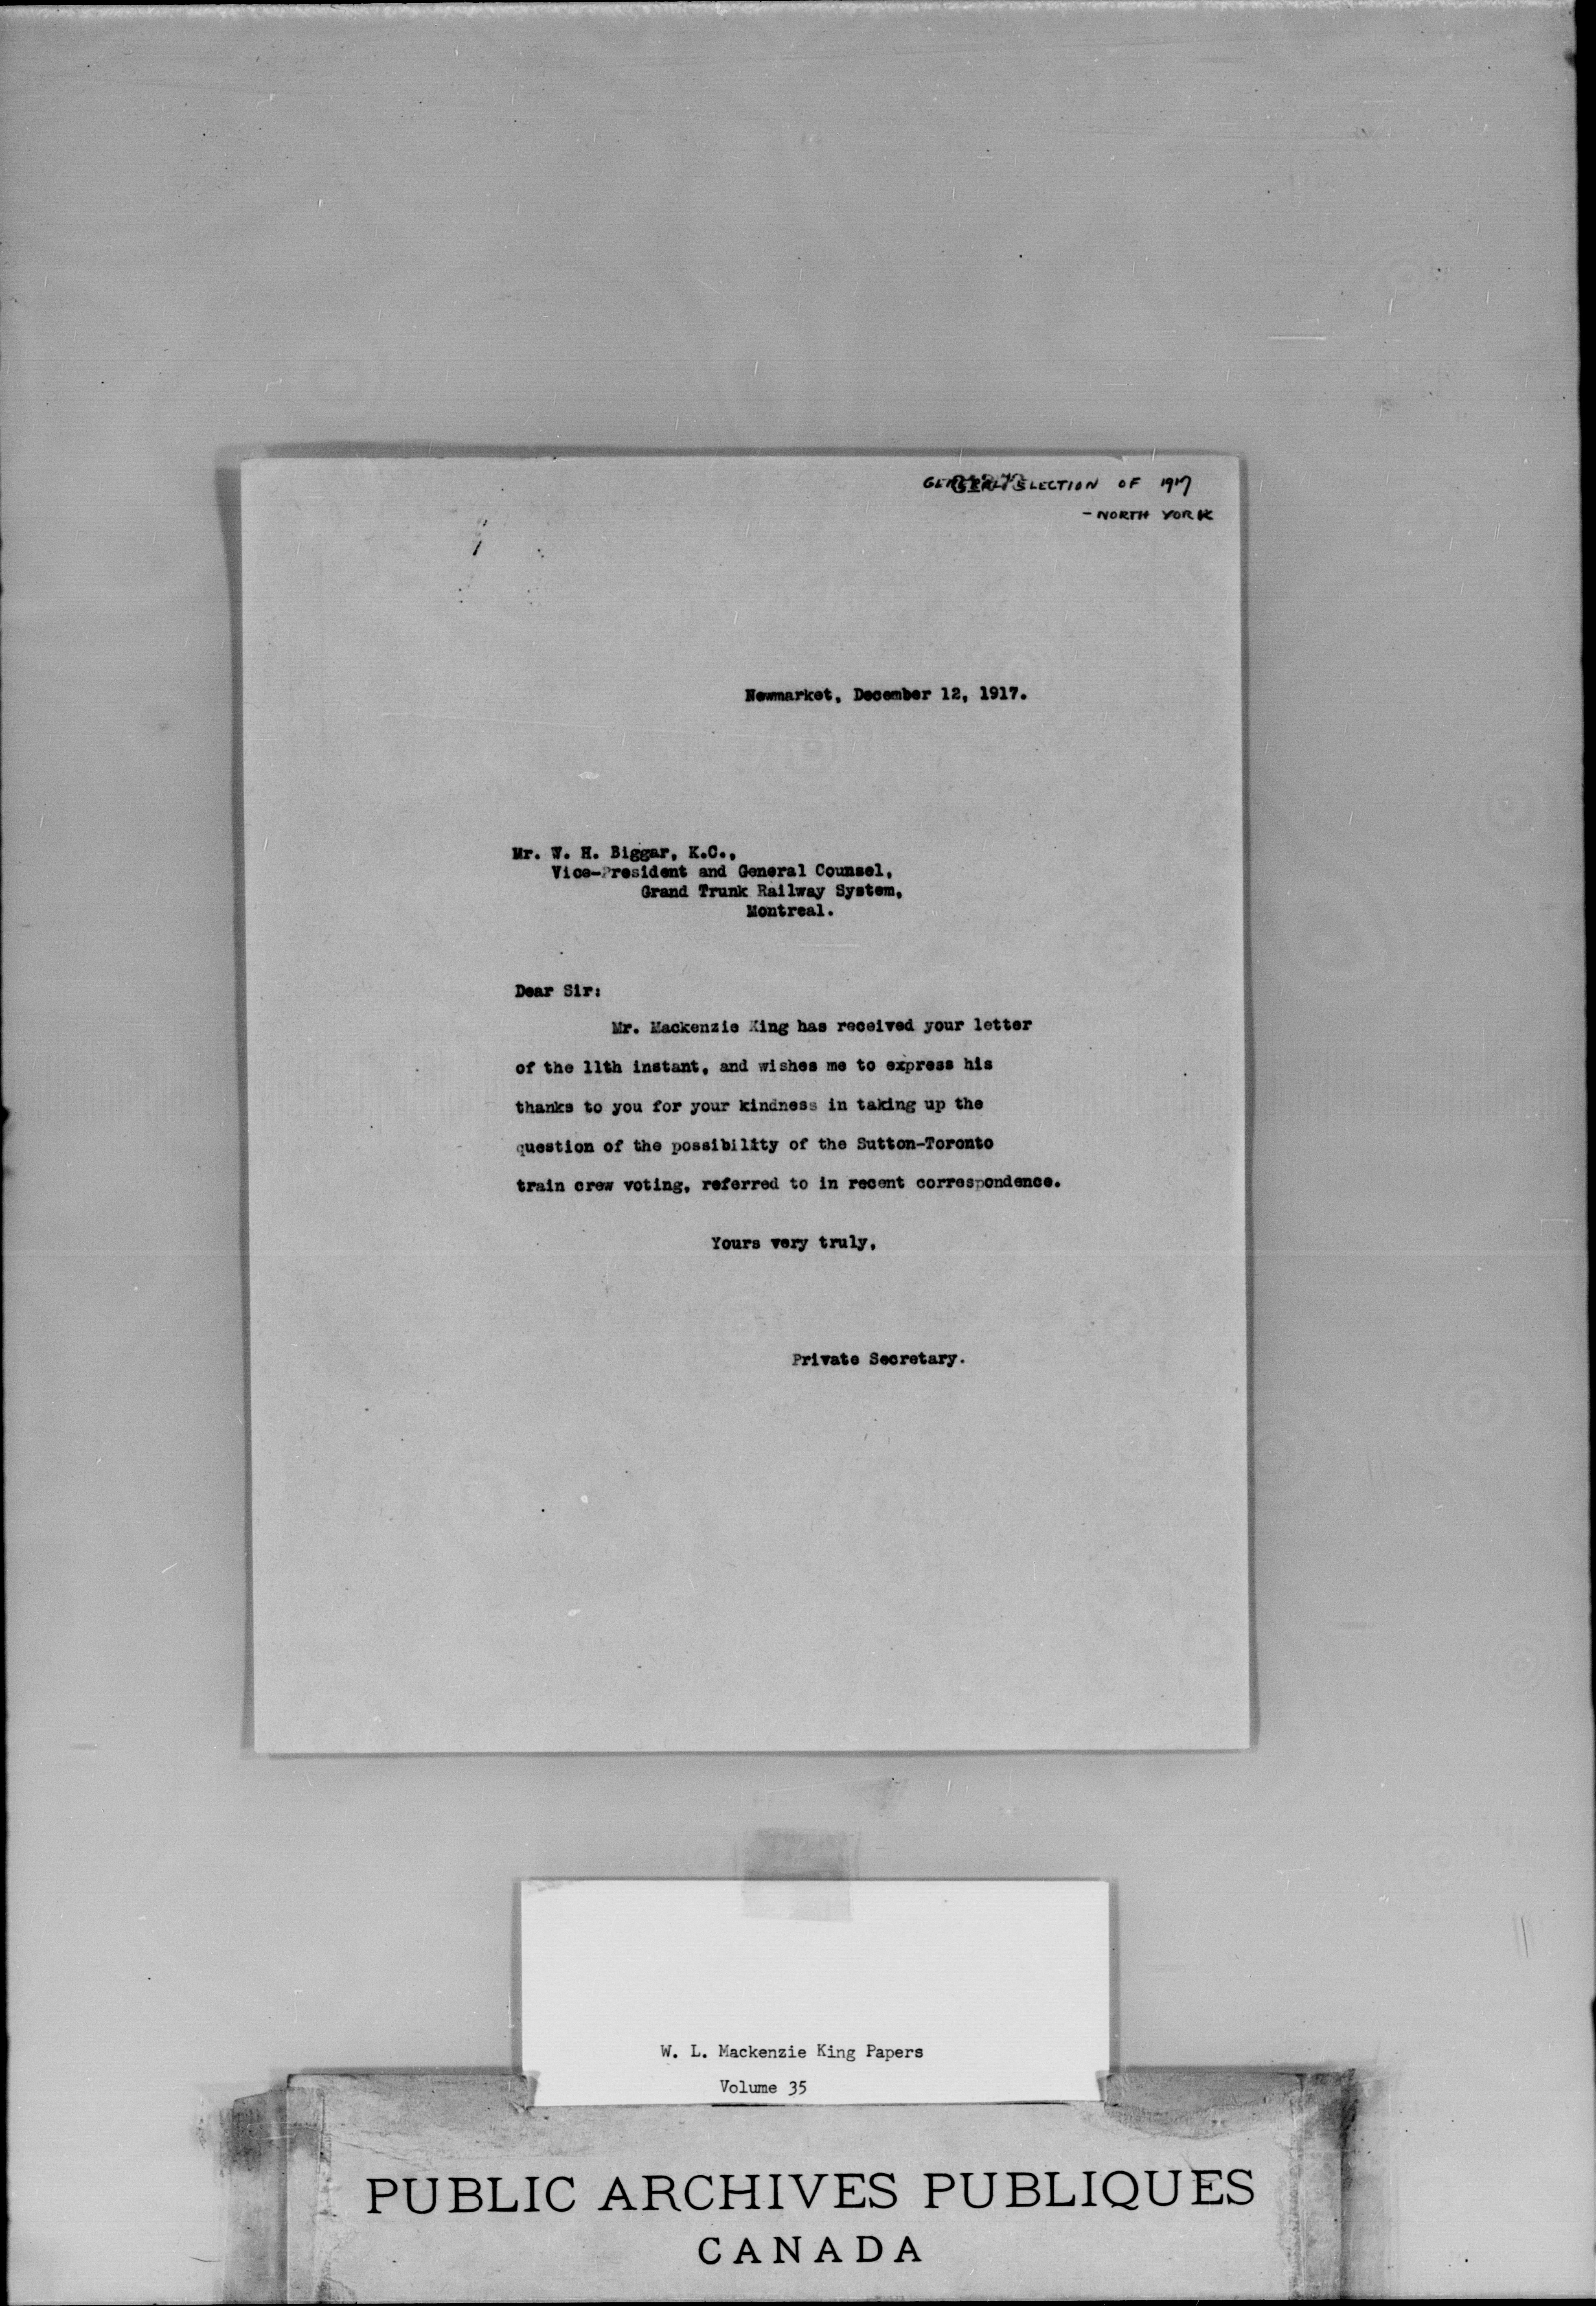 GENERAL ELECTION OF 1917
- NORTH YORK
Newmarket, December 12, 1917.
Mr. W. H. Biggar, K.C.,
Vice-President and General Counsel,
Grand Trunk Railway System,
Montreal.
Dear Sir:
Mr. Mackenzie King has received your letter
of the 11th instant, and wishes me to express his
thanks to you for your kindness in taking up the
question of the possibility of the Sutton-Toronto
train crew voting, referred to in recent correspondence.
Yours very truly,
Private Secretary.
W. L. Mackenzie King Papers
Volume 35
PUBLIC ARCHIVES PUBLIQUES
CANADA